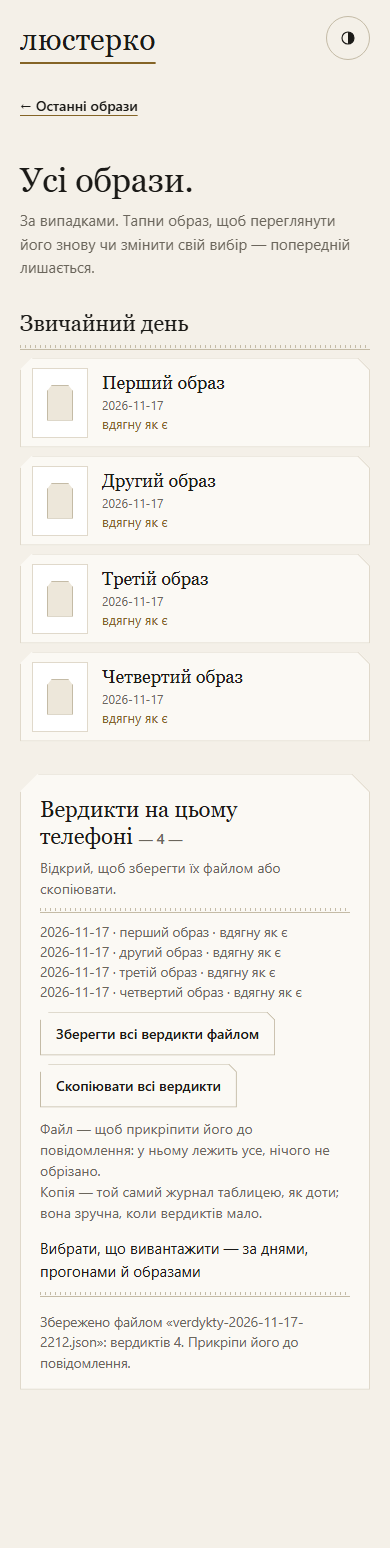 люстерко
← Останні образи
Усі образи.
За випадками. Тапни образ, щоб переглянути
його знову чи змінити свій вибір — попередній
лишається.
Звичайний день
Перший образ
2026-11-17
вдягну як є
Другий образ
2026-11-17
вдягну як є
Третій образ
2026-11-17
вдягну як є
Четвертий образ
2026-11-17
вдягну як є
Вердикти на цьому
телефоні — 4 —
Відкрий, щоб зберегти їх файлом або
скопіювати.
2026-11-17 · перший образ · вдягну як є
2026-11-17 · другий образ · вдягну як є
2026-11-17 · третій образ · вдягну як є
2026-11-17 · четвертий образ · вдягну як є
Зберегти всі вердикти файлом
Скопіювати всі вердикти
Файл — щоб прикріпити його до
повідомлення: у ньому лежить усе, нічого не
обрізано.
Копія — той самий журнал таблицею, як доти;
вона зручна, коли вердиктів мало.
Вибрати, що вивантажити — за днями,
прогонами й образами
Збережено файлом «verdykty-2026-11-17-
2212.json»: вердиктів 4. Прикріпи його до
повідомлення.